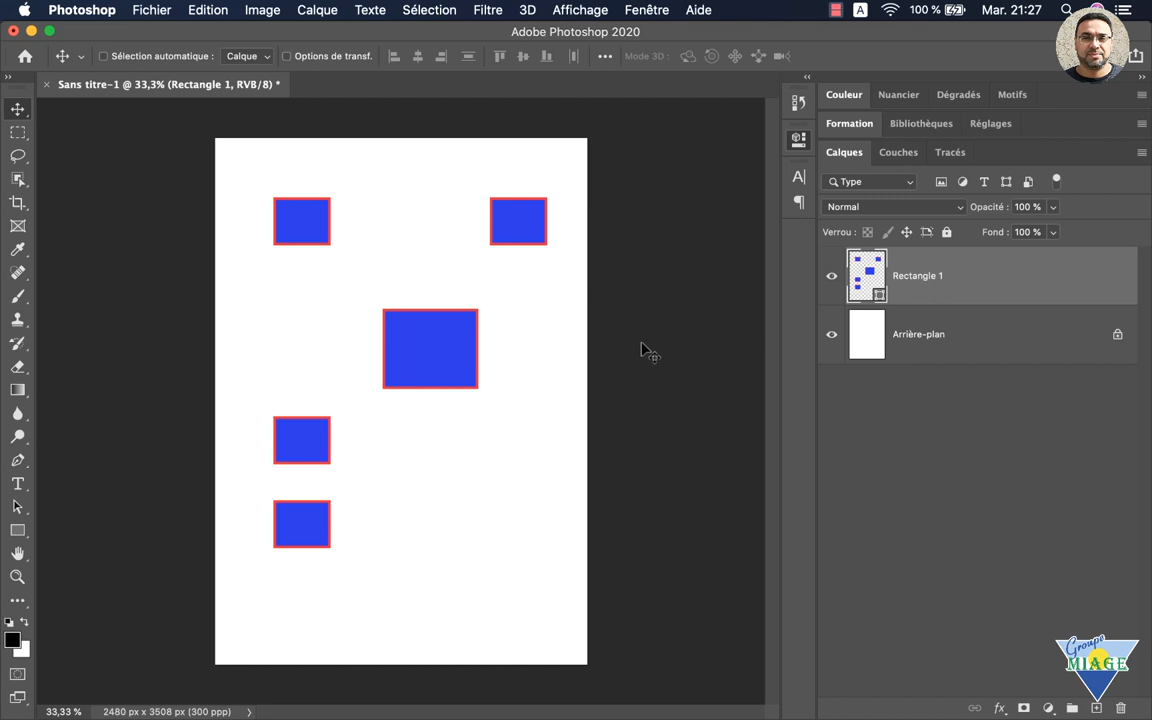 Photoshop Fichier Edition Image Calque Texte Sélection Filtre 3D Affichage Fenêtre Aide A 100 % Mar. 21:27
Adobe Photoshop 2020
Sélection automatique : Calque Options de transf. Mode 3D :
Sans titre-1 @ 33,3% (Rectangle 1, RVB/8) *
Couleur Nuancier Dégradés Motifs
Formation Bibliothèques Réglages
Calques Couches Tracés
Type
Normal Opacité : 100 %
Verrou : Fond : 100 %
Rectangle 1
Arrière-plan
Groupe
MIAGE
33,33 % 2480 px x 3508 px (300 ppp)